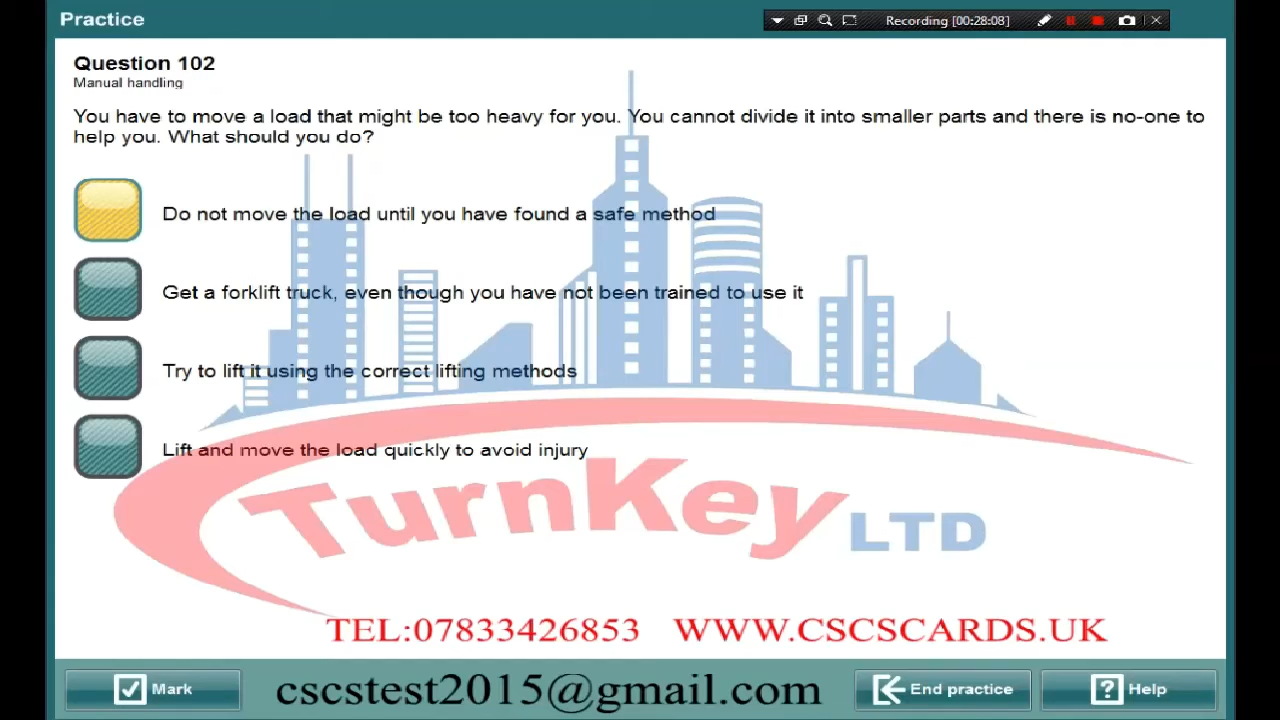 Practice
Recording [00:28:08]
Question 102
Manual handling
You have to move a load that might be too heavy for you. You cannot divide it into smaller parts and there is no-one to
help you. What should you do?
Do not move the load until you have found a safe method
Get a forklift truck, even though you have not been trained to use it
Try to lift it using the correct lifting methods
Lift and move the load quickly to avoid injury
TurnKey LTD
TEL:07833426853 WWW.CSCSCARDS.UK
Mark
cscstest2015@gmail.com
End practice
? Help